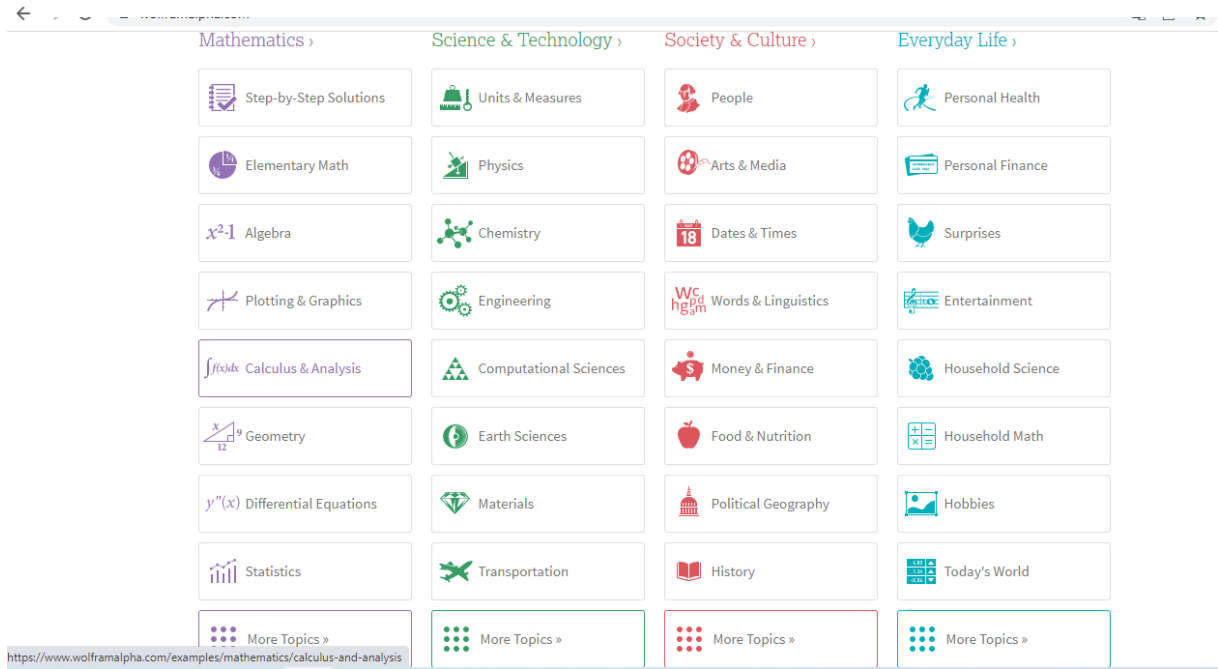 Mathematics ›
Science & Technology ›
Society & Culture ›
Everyday Life ›
Step-by-Step Solutions
Units & Measures
People
Personal Health
Elementary Math
Physics
Arts & Media
Personal Finance
x²-1 Algebra
Chemistry
18 Dates & Times
Surprises
Plotting & Graphics
Engineering
Words & Linguistics
Entertainment
∫f(x)dx Calculus & Analysis
Computational Sciences
$ Money & Finance
Household Science
x 9 12 Geometry
Earth Sciences
Food & Nutrition
Household Math
y″(x) Differential Equations
Materials
Political Geography
Hobbies
Statistics
Transportation
History
Today's World
More Topics »
More Topics »
More Topics »
More Topics »
https://www.wolframalpha.com/examples/mathematics/calculus-and-analysis